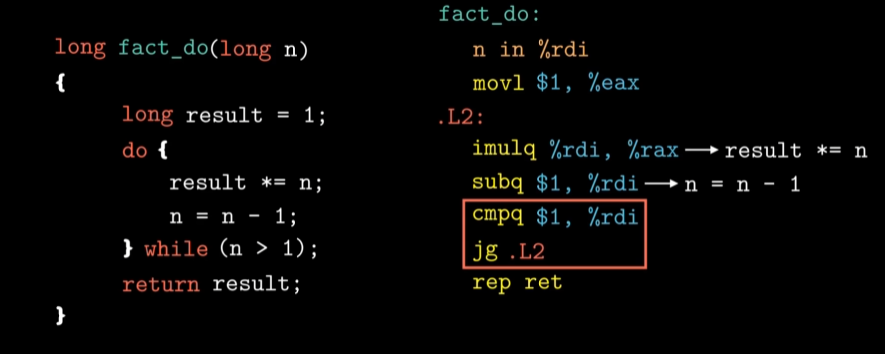 long fact_do(long n)
{
long result = 1;
do {
result *= n;
n = n - 1;
} while (n > 1);
return result;
}
fact_do:
n in %rdi
movl $1, %eax
.L2:
imulq %rdi, %rax → result *= n
subq $1, %rdi → n = n - 1
cmpq $1, %rdi
jg .L2
rep ret